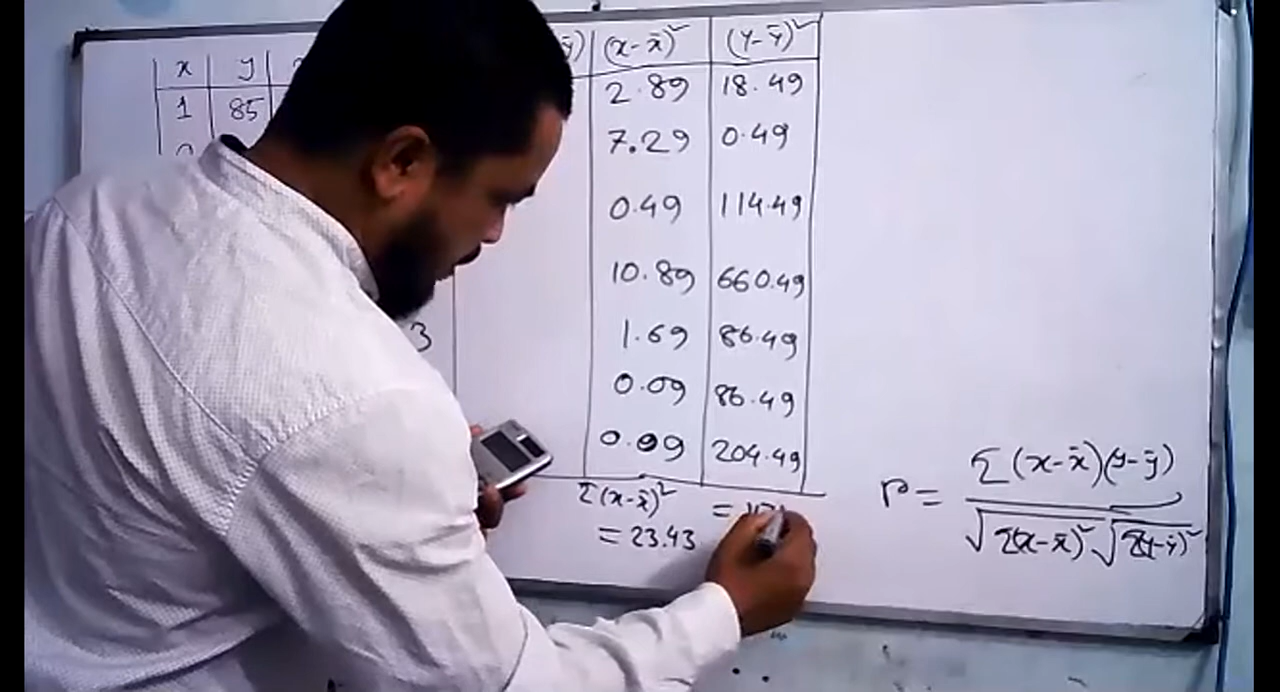 x y ȳ) (x-x̄)² (y-ȳ)²
1 85 2.89 18.49
7.29 0.49
0.49 114.49
10.89 660.49
3 1.69 86.49
0.09 86.49
0.09 204.49
Σ(x-x̄)² =
= 23.43
r = Σ(x-x̄)(y-ȳ)
√Σ(x-x̄)² √Σ(y-ȳ)²